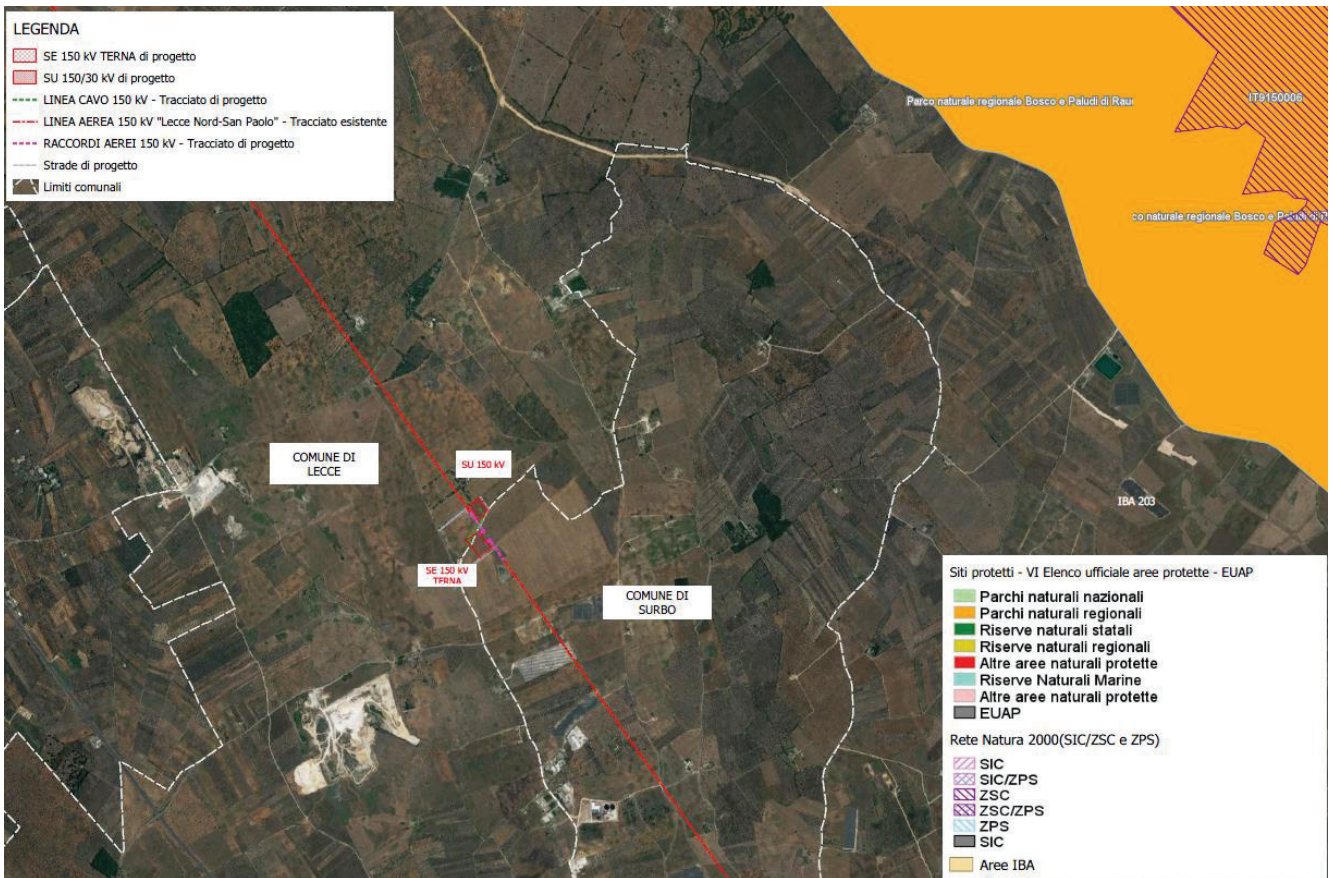 LEGENDA
SE 150 kV TERNA di progetto
SU 150/30 kV di progetto
LINEA CAVO 150 kV - Tracciato di progetto
LINEA AEREA 150 kV "Lecce Nord-San Paolo" - Tracciato esistente
RACCORDI AEREI 150 kV - Tracciato di progetto
Strade di progetto
Limiti comunali
Parco naturale regionale Bosco e Paludi di Rau
IT9150006
co naturale regionale Bosco e Paludi di R
COMUNE DI
LECCE
SU 150 kV
IBA 203
SE 150 kV
TERNA
COMUNE DI
SURBO
Siti protetti - VI Elenco ufficiale aree protette - EUAP
Parchi naturali nazionali
Parchi naturali regionali
Riserve naturali statali
Riserve naturali regionali
Altre aree naturali protette
Riserve Naturali Marine
Altre aree naturali protette
EUAP
Rete Natura 2000(SIC/ZSC e ZPS)
SIC
SIC/ZPS
ZSC
ZSC/ZPS
ZPS
SIC
Aree IBA